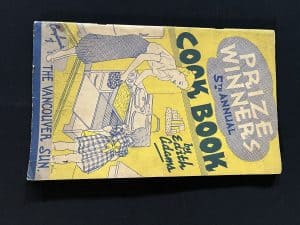 PRIZE
WINNERS
5TH ANNUAL
COOK BOOK
by
Edith
Adams
THE VANCOUVER SUN